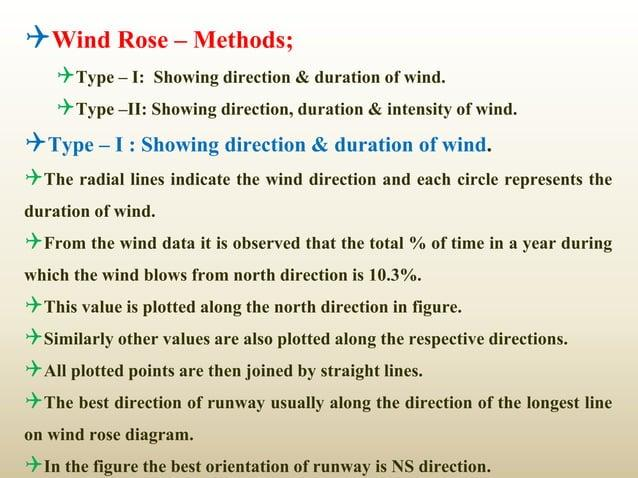 Wind Rose – Methods;
Type – I: Showing direction & duration of wind.
Type –II: Showing direction, duration & intensity of wind.
Type – I : Showing direction & duration of wind.
The radial lines indicate the wind direction and each circle represents the
duration of wind.
From the wind data it is observed that the total % of time in a year during
which the wind blows from north direction is 10.3%.
This value is plotted along the north direction in figure.
Similarly other values are also plotted along the respective directions.
All plotted points are then joined by straight lines.
The best direction of runway usually along the direction of the longest line
on wind rose diagram.
In the figure the best orientation of runway is NS direction.